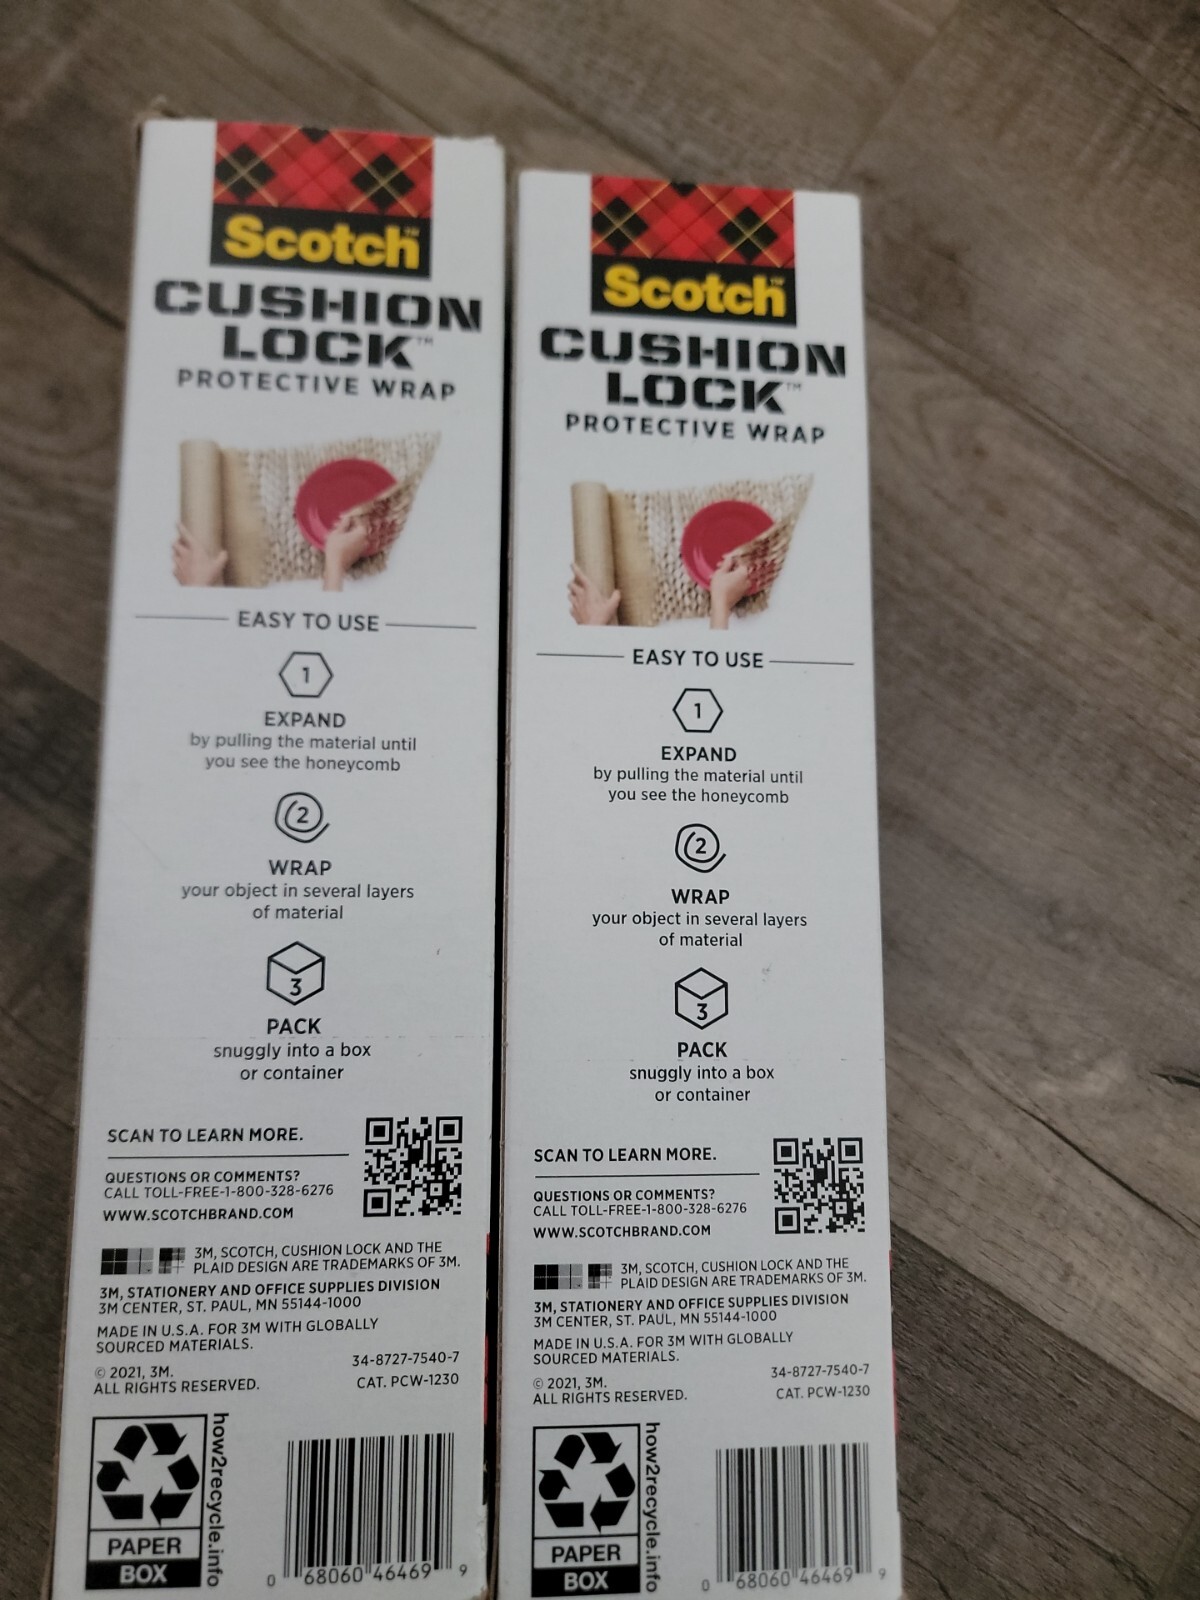 Scotch™
CUSHION
LOCK™
PROTECTIVE WRAP
EASY TO USE
1
EXPAND
by pulling the material until
you see the honeycomb
2
WRAP
your object in several layers
of material
3
PACK
snuggly into a box
or container
SCAN TO LEARN MORE.
QUESTIONS OR COMMENTS?
CALL TOLL-FREE-1-800-328-6276
WWW.SCOTCHBRAND.COM
3M, SCOTCH, CUSHION LOCK AND THE
PLAID DESIGN ARE TRADEMARKS OF 3M.
3M, STATIONERY AND OFFICE SUPPLIES DIVISION
3M CENTER, ST. PAUL, MN 55144-1000
MADE IN U.S.A. FOR 3M WITH GLOBALLY
SOURCED MATERIALS.
34-8727-7540-7
© 2021, 3M.
ALL RIGHTS RESERVED.
CAT. PCW-1230
how2recycle.info
PAPER
BOX
0 68060 46469 9
Scotch™
CUSHION
LOCK™
PROTECTIVE WRAP
EASY TO USE
1
EXPAND
by pulling the material until
you see the honeycomb
2
WRAP
your object in several layers
of material
3
PACK
snuggly into a box
or container
SCAN TO LEARN MORE.
QUESTIONS OR COMMENTS?
CALL TOLL-FREE-1-800-328-6276
WWW.SCOTCHBRAND.COM
3M, SCOTCH, CUSHION LOCK AND THE
PLAID DESIGN ARE TRADEMARKS OF 3M.
3M, STATIONERY AND OFFICE SUPPLIES DIVISION
3M CENTER, ST. PAUL, MN 55144-1000
MADE IN U.S.A. FOR 3M WITH GLOBALLY
SOURCED MATERIALS.
34-8727-7540-7
© 2021, 3M.
ALL RIGHTS RESERVED.
CAT. PCW-1230
how2recycle.info
PAPER
BOX
0 68060 46469 9